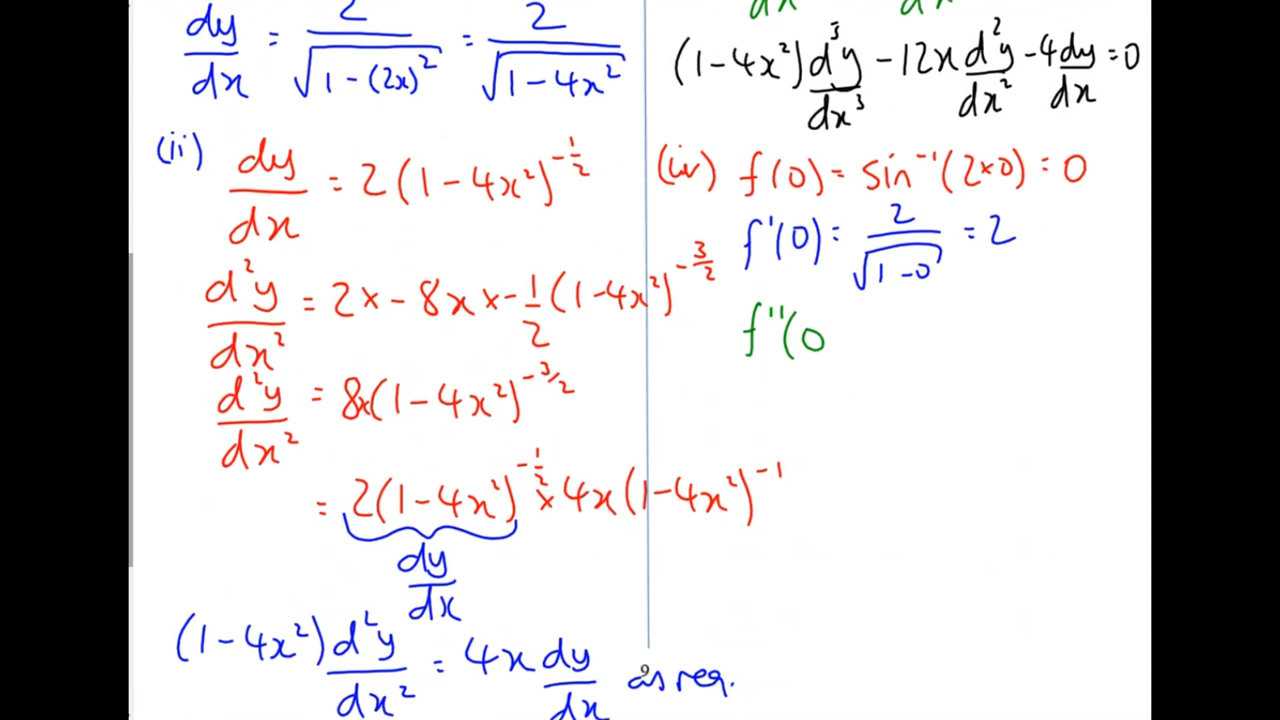 dy/dx = 2/√(1-(2x)²) = 2/√(1-4x²)
(ii) dy/dx = 2(1-4x²)^(-1/2)
d²y/dx² = 2 × -8x × -1/2 (1-4x²)^(-3/2)
d²y/dx² = 8x(1-4x²)^(-3/2)
= 2(1-4x²)^(-1/2) × 4x(1-4x²)^(-1)
dy/dx
(1-4x²) d²y/dx² = 4x dy/dx as req.
dx dx
(1-4x²) d³y/dx³ - 12x d²y/dx² - 4 dy/dx = 0
(iv) f(0) = sin⁻¹(2×0) = 0
f'(0) = 2/√(1-0) = 2
f''(0